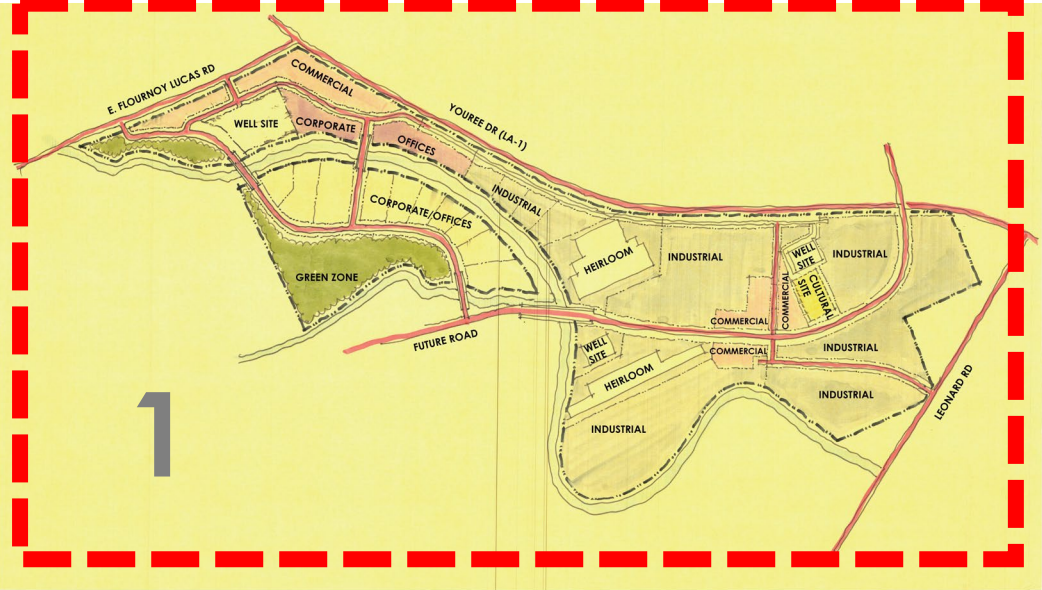 E. FLOURNOY LUCAS RD
COMMERCIAL
YOUREE DR (LA-1)
WELL SITE
CORPORATE
OFFICES
INDUSTRIAL
CORPORATE/OFFICES
HEIRLOOM
INDUSTRIAL
WELL
SITE
INDUSTRIAL
GREEN ZONE
CULTURAL
SITE
COMMERCIAL
COMMERCIAL
FUTURE ROAD
WELL
SITE
COMMERCIAL
INDUSTRIAL
HEIRLOOM
INDUSTRIAL
LEONARD RD
INDUSTRIAL
1